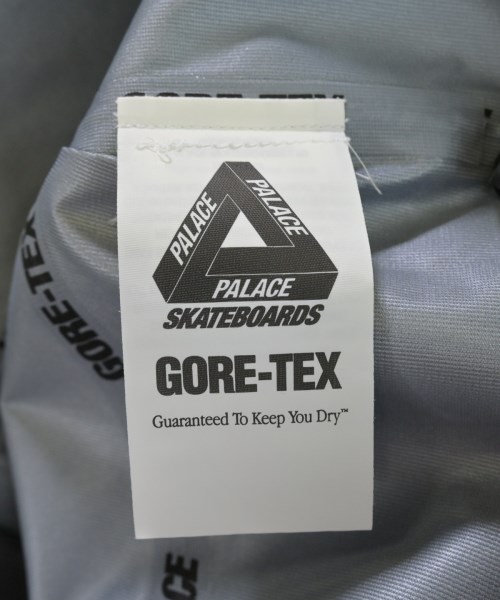 GORE-TEX
PALACE
PALACE
PALACE
SKATEBOARDS
GORE-TEX
Guaranteed To Keep You Dry™
GORE-TEX